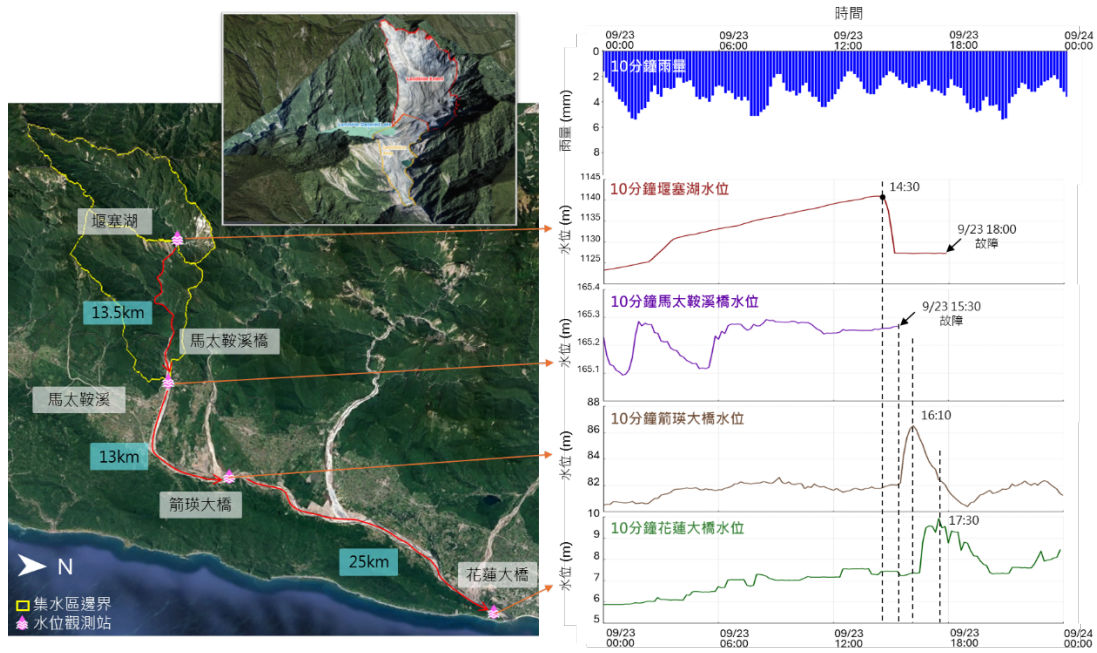 堰塞湖
13.5km
馬太鞍溪橋
馬太鞍溪
13km
箭瑛大橋
25km
花蓮大橋
N
集水區邊界
水位觀測站
時間
09/23 00:00
09/23 06:00
09/23 12:00
09/23 18:00
09/24 00:00
雨量 (mm)
0
2
4
6
8
10分鐘雨量
水位 (m)
1145
1140
1130
1125
10分鐘堰塞湖水位
14:30
9/23 18:00
故障
水位 (m)
165.4
165.3
165.2
165.1
10分鐘馬太鞍溪橋水位
9/23 15:30
故障
水位 (m)
88
86
84
82
10分鐘箭瑛大橋水位
16:10
水位 (m)
10
9
8
7
6
5
10分鐘花蓮大橋水位
17:30
09/23 00:00
09/23 06:00
09/23 12:00
09/23 18:00
09/24 00:00